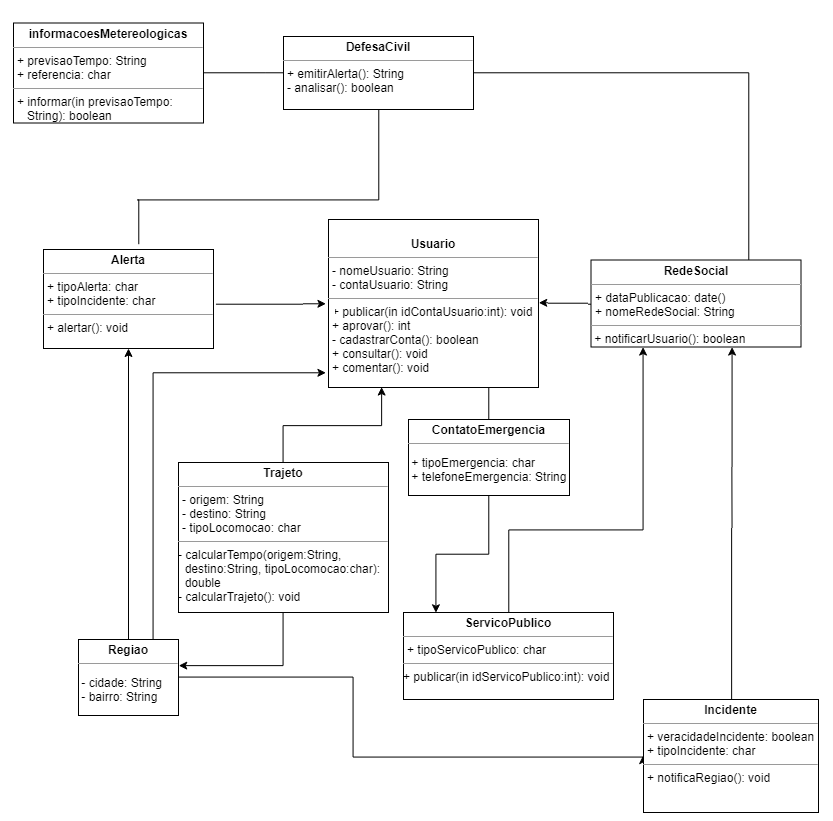 informacoesMetereologicas
+ previsaoTempo: String
+ referencia: char
+ informar(in previsaoTempo:
String): boolean
DefesaCivil
+ emitirAlerta(): String
- analisar(): boolean
Alerta
+ tipoAlerta: char
+ tipoIncidente: char
+ alertar(): void
Usuario
- nomeUsuario: String
- contaUsuario: String
+ publicar(in idContaUsuario:int): void
+ aprovar(): int
- cadastrarConta(): boolean
+ consultar(): void
+ comentar(): void
RedeSocial
+ dataPublicacao: date()
+ nomeRedeSocial: String
+ notificarUsuario(): boolean
ContatoEmergencia
+ tipoEmergencia: char
+ telefoneEmergencia: String
Trajeto
- origem: String
- destino: String
- tipoLocomocao: char
- calcularTempo(origem:String,
destino:String, tipoLocomocao:char):
double
- calcularTrajeto(): void
ServicoPublico
+ tipoServicoPublico: char
+ publicar(in idServicoPublico:int): void
Regiao
- cidade: String
- bairro: String
Incidente
+ veracidadeIncidente: boolean
+ tipoIncidente: char
+ notificaRegiao(): void